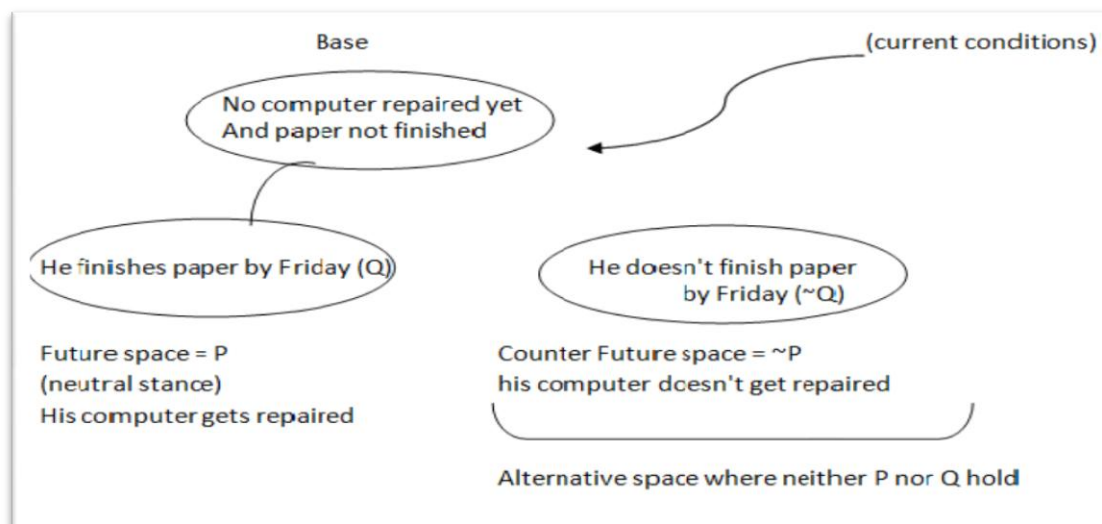 Base
(current conditions)
No computer repaired yet
And paper not finished
He finishes paper by Friday (Q)
He doesn't finish paper
by Friday (~Q)
Future space = P
(neutral stance)
His computer gets repaired
Counter Future space = ~P
his computer doesn't get repaired
Alternative space where neither P nor Q hold